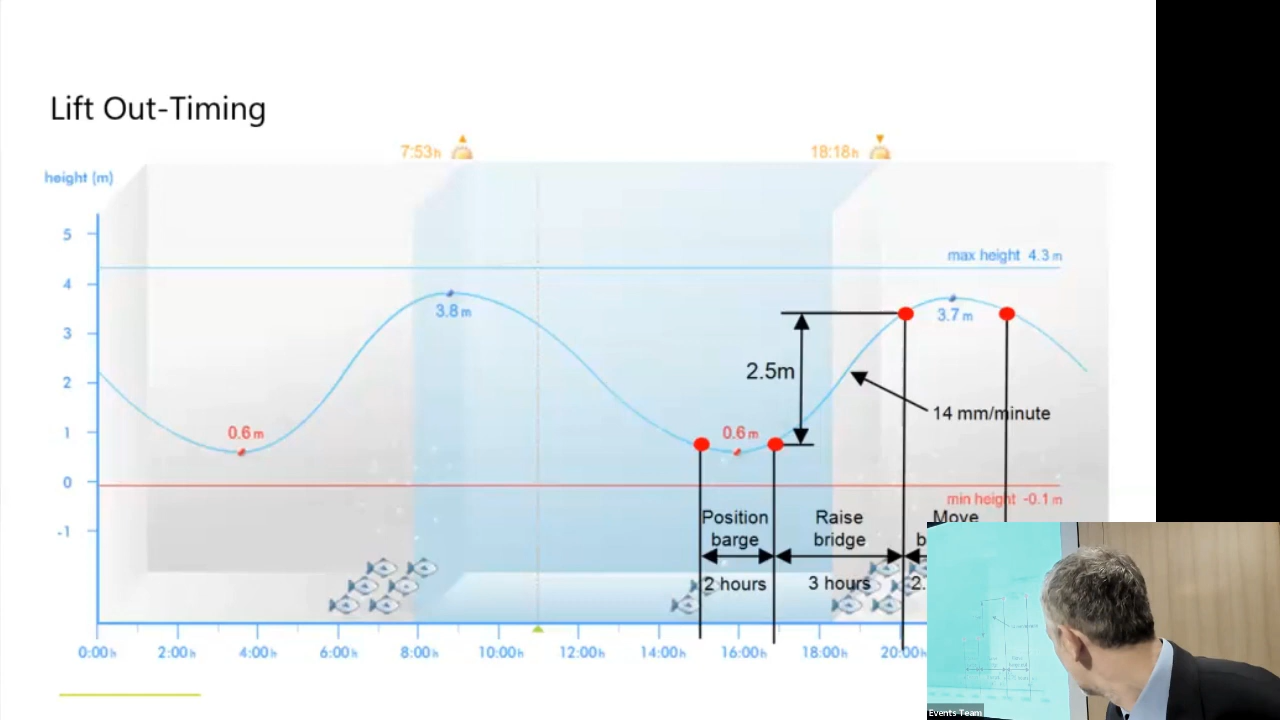 Lift Out-Timing
7:53h
18:18h
height (m)
5
max height 4.3 m
4
3.8 m
3.7 m
3
2.5m
2
14 mm/minute
1
0.6 m
0.6 m
0
min height -0.1 m
-1
Position
barge
Raise
bridge
Move
2 hours
3 hours
0:00h
2:00h
4:00h
6:00h
8:00h
10:00h
12:00h
14:00h
16:00h
18:00h
20:00h
Events Team